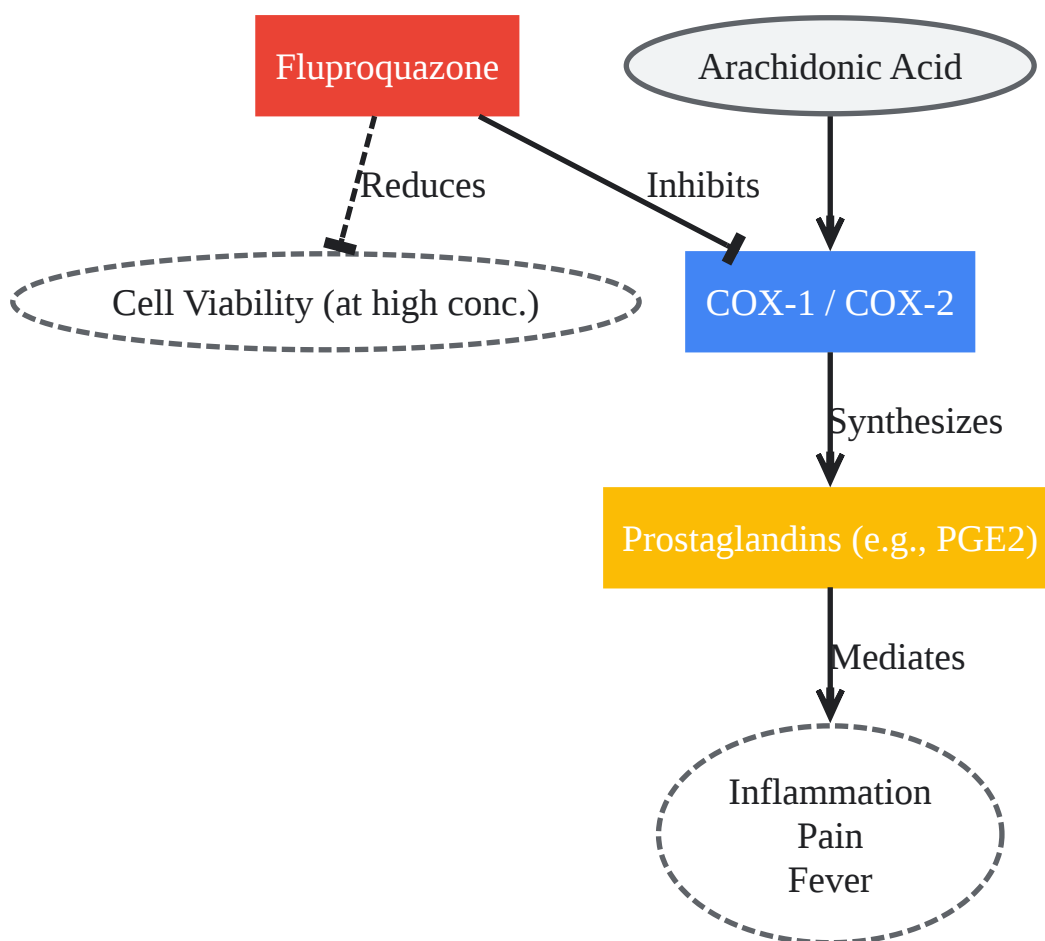 Fluproquazone
Arachidonic Acid
Reduces
Inhibits
Cell Viability (at high conc.)
COX-1 / COX-2
Synthesizes
Prostaglandins (e.g., PGE2)
Mediates
Inflammation
Pain
Fever